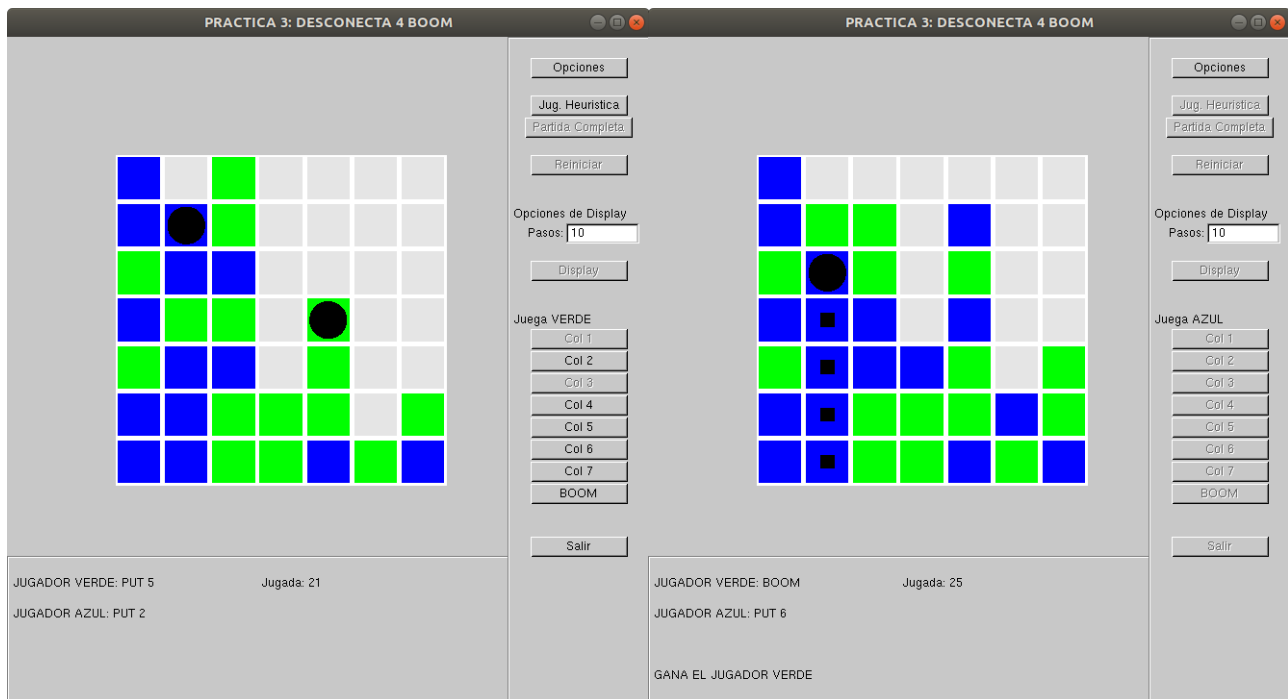 PRACTICA 3: DESCONECTA 4 BOOM
Opciones
Jug. Heuristica
Partida Completa
Reiniciar
Opciones de Display
Pasos: 10
Display
Juega VERDE
Col 1
Col 2
Col 3
Col 4
Col 5
Col 6
Col 7
BOOM
Salir
JUGADOR VERDE: PUT 5 Jugada: 21
JUGADOR AZUL: PUT 2
PRACTICA 3: DESCONECTA 4 BOOM
Opciones
Jug. Heuristica
Partida Completa
Reiniciar
Opciones de Display
Pasos: 10
Display
Juega AZUL
Col 1
Col 2
Col 3
Col 4
Col 5
Col 6
Col 7
BOOM
Salir
JUGADOR VERDE: BOOM Jugada: 25
JUGADOR AZUL: PUT 6
GANA EL JUGADOR VERDE